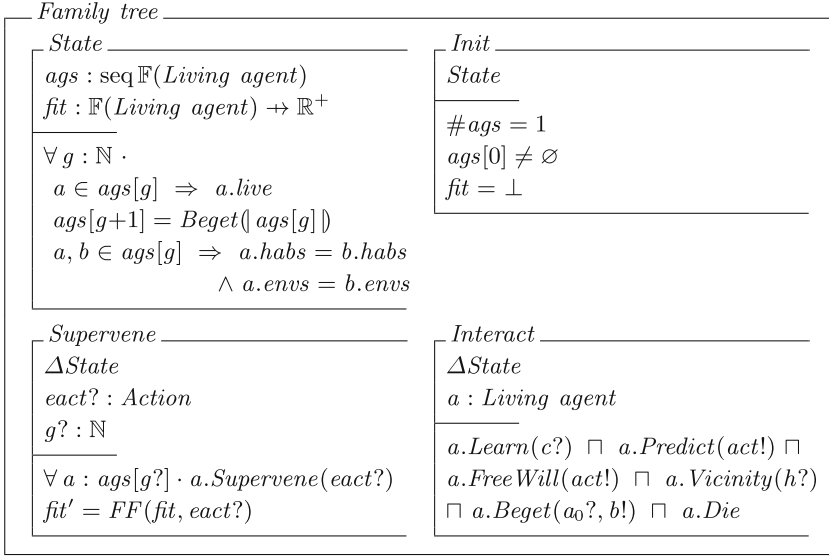 Family tree
State
ags : seq 𝔽(Living agent)
fit : 𝔽(Living agent) ⇸ ℝ⁺
∀ g : ℕ ·
a ∈ ags[g] ⇒ a.live
ags[g+1] = Beget⦇ ags[g] ⦈
a, b ∈ ags[g] ⇒ a.habs = b.habs
∧ a.envs = b.envs
Init
State
#ags = 1
ags[0] ≠ ∅
fit = ⊥
Supervene
ΔState
eact? : Action
g? : ℕ
∀ a : ags[g?] · a.Supervene(eact?)
fit′ = FF(fit, eact?)
Interact
ΔState
a : Living agent
a.Learn(c?) ⊓ a.Predict(act!) ⊓
a.FreeWill(act!) ⊓ a.Vicinity(h?)
⊓ a.Beget(a₀?, b!) ⊓ a.Die